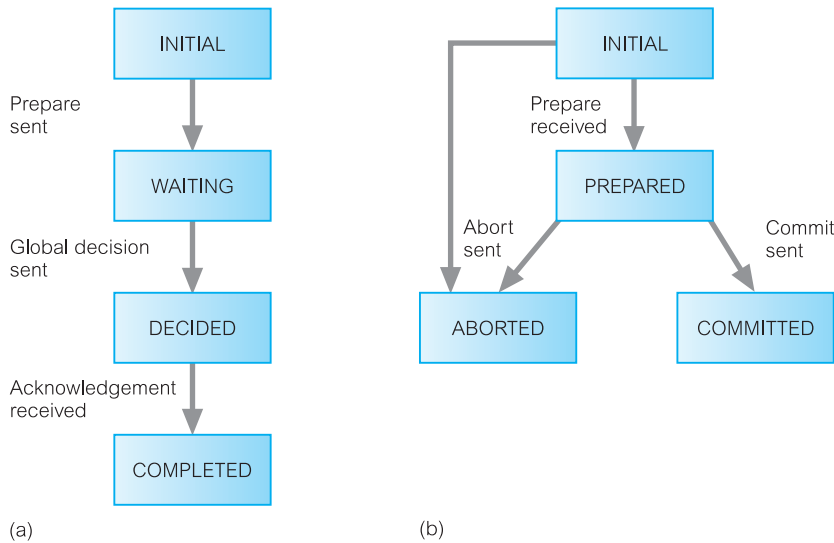 INITIAL
Prepare
sent
WAITING
Global decision
sent
DECIDED
Acknowledgement
received
COMPLETED
(a)
INITIAL
Prepare
received
PREPARED
Abort
sent
Commit
sent
ABORTED
COMMITTED
(b)